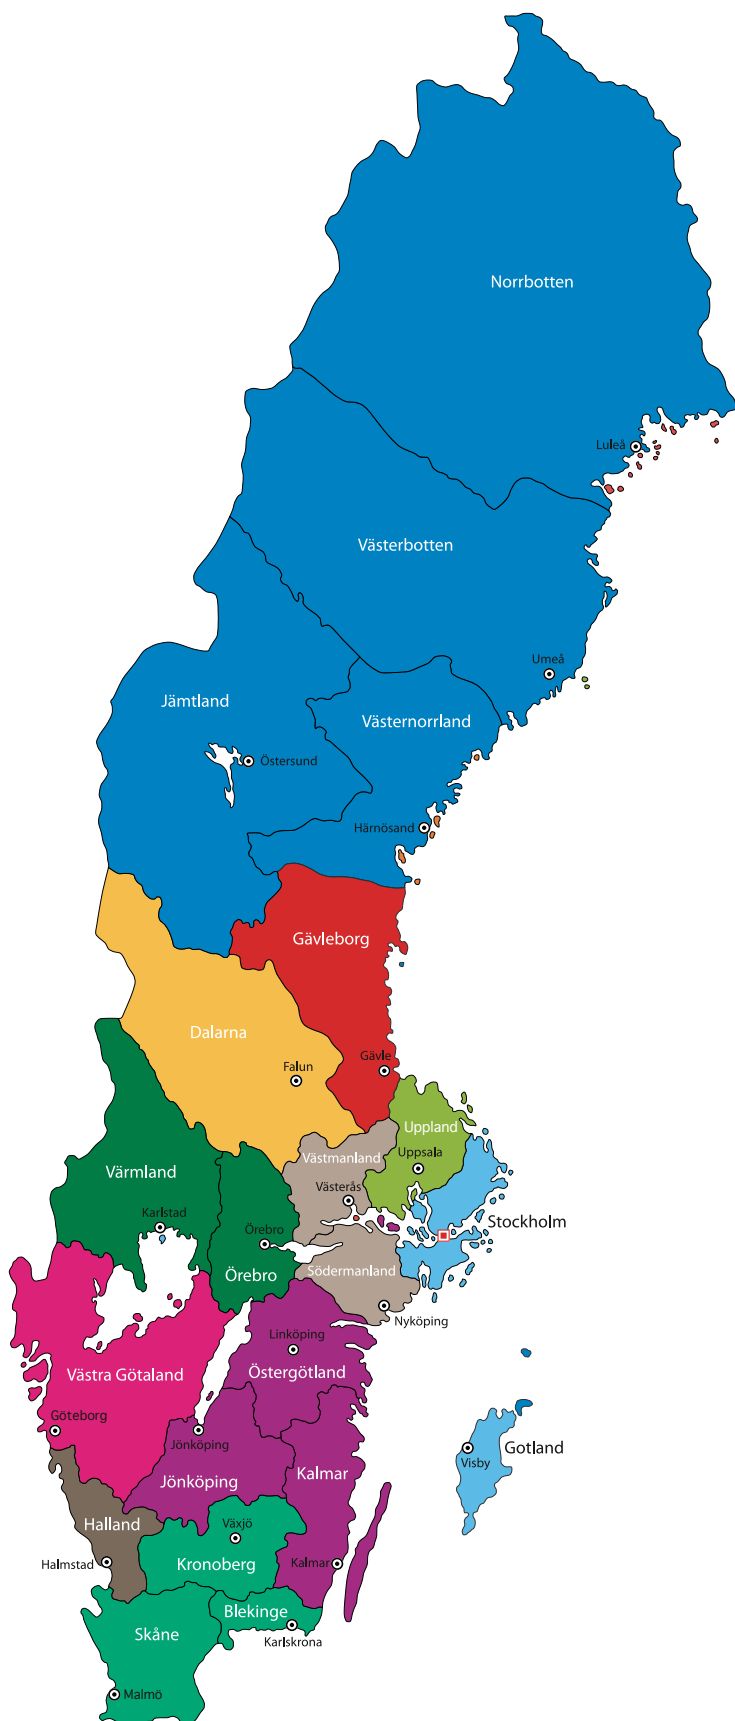 Norrbotten
Luleå
Västerbotten
Umeå
Jämtland
Västernorrland
Östersund
Härnösand
Gävleborg
Dalarna
Gävle
Falun
Uppland
Västmanland
Uppsala
Värmland
Västerås
Karlstad
Stockholm
Örebro
Örebro
Södermanland
Nyköping
Linköping
Västra Götaland
Östergötland
Göteborg
Jönköping
Gotland
Visby
Kalmar
Jönköping
Halland
Växjö
Halmstad
Kronoberg
Kalmar
Blekinge
Skåne
Karlskrona
Malmö